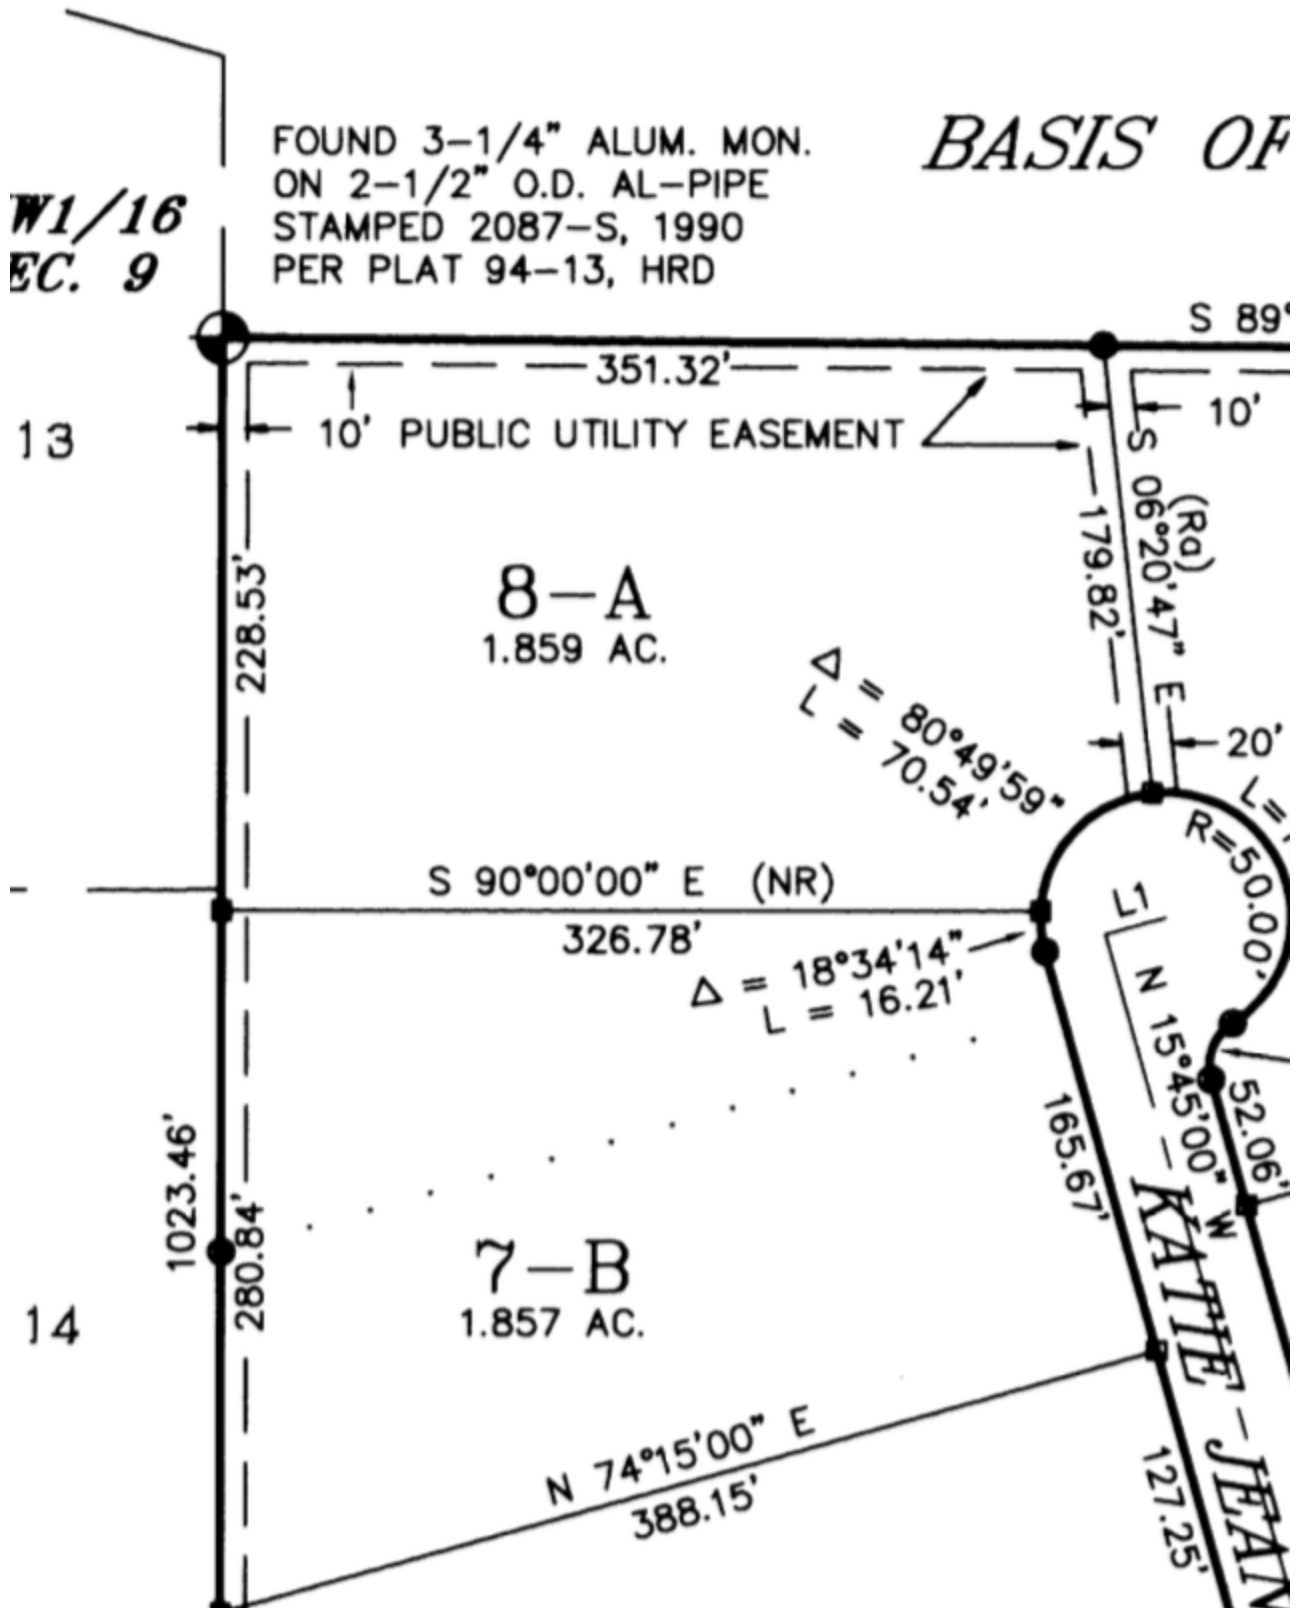 FOUND 3-1/4" ALUM. MON.
ON 2-1/2" O.D. AL-PIPE
STAMPED 2087-S, 1990
PER PLAT 94-13, HRD
BASIS OF
W1/16
EC. 9
S 89°
351.32'
10' PUBLIC UTILITY EASEMENT
10'
13
S 06°20'47" E
(Ra)
179.82'
228.53'
8-A
1.859 AC.
Δ = 80°49'59"
L = 70.54'
20'
L=
R=50.00'
S 90°00'00" E (NR)
326.78'
L1
Δ = 18°34'14"
L = 16.21'
N 15°45'00" W
52.06'
165.67'
1023.46'
280.84'
7-B
1.857 AC.
14
KATIE JEAN
N 74°15'00" E
388.15'
127.25'